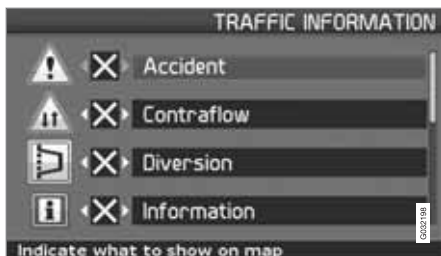 TRAFFIC INFORMATION
Accident
Contraflow
Diversion
Information
G032198
Indicate what to show on map